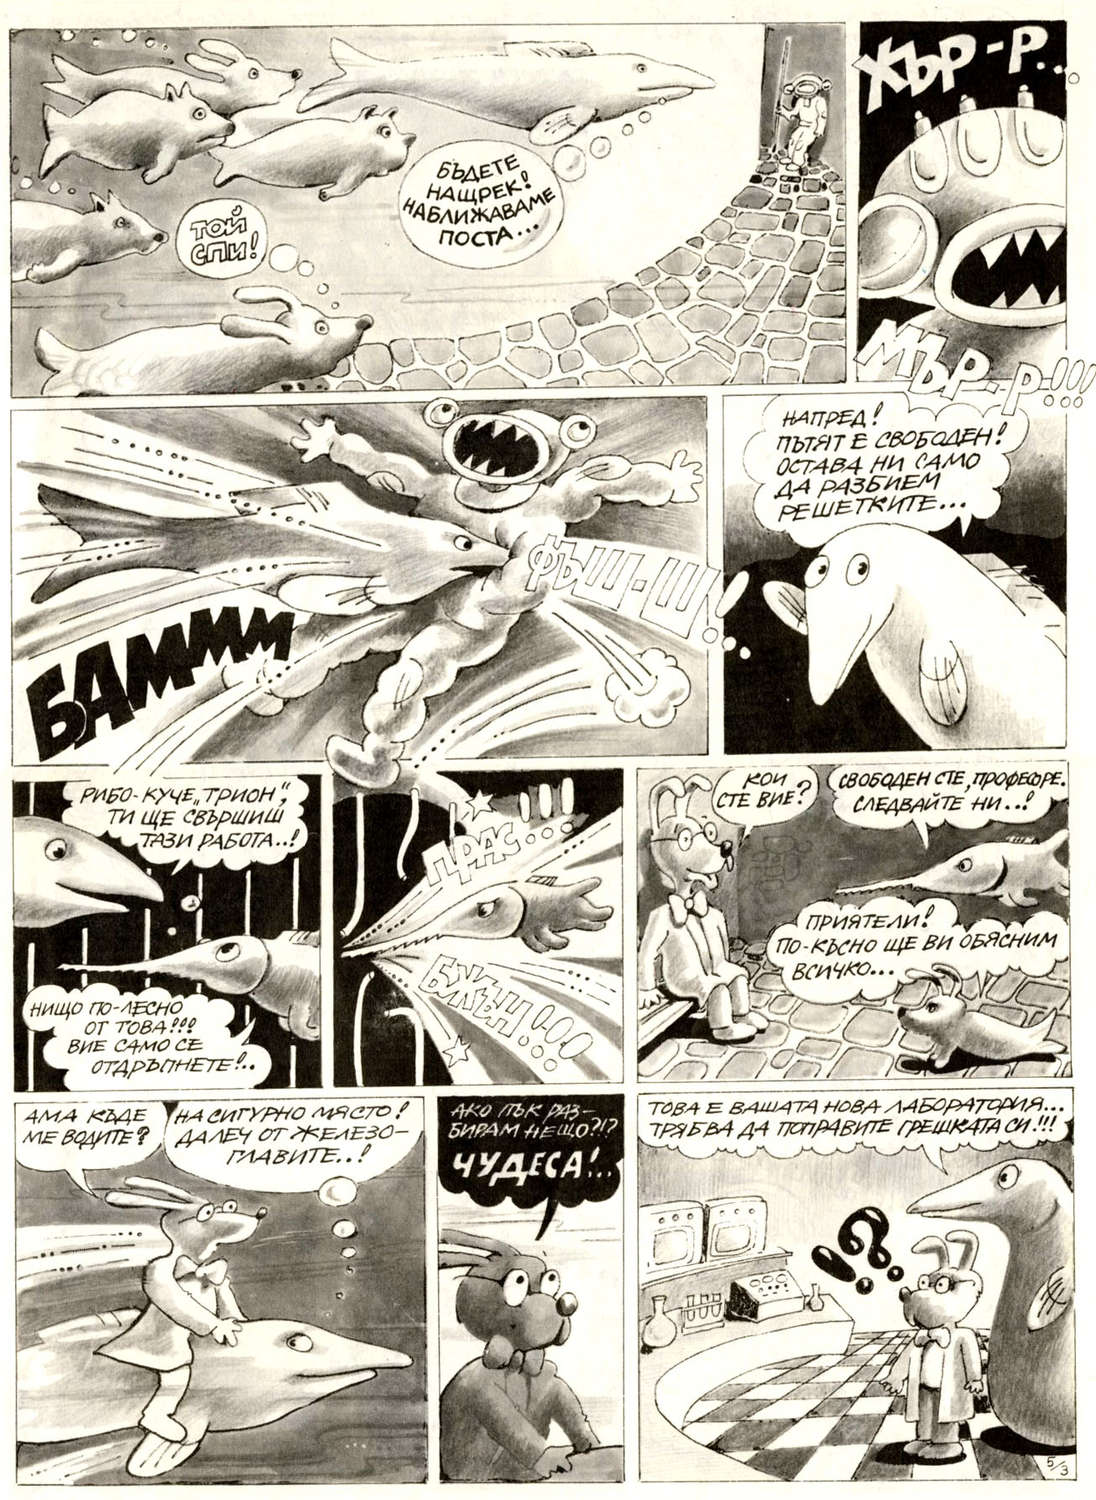 БЪДЕТЕ
НАЩРЕК!
НАБЛИЖАВАМЕ
ПОСТА...
ТОЙ
СПИ!
ХЪР-Р...
МЪР..-Р-!!!
БАМММ
ФЪШ-Ш!!...
НАПРЕД!
ПЪТЯТ Е СВОБОДЕН!
ОСТАВА НИ САМО
ДА РАЗБИЕМ
РЕШЕТКИТЕ...
РИБО-КУЧЕ „ТРИОН",
ТИ ЩЕ СВЪРШИШ
ТАЗИ РАБОТА..!
НИЩО ПО-ЛЕСНО
ОТ ТОВА!!!
ВИЕ САМО СЕ
ОТДРЪПНЕТЕ!..
ПРАС...!!!
БЖЖЪН!!!
КОИ
СТЕ ВИЕ?
СВОБОДЕН СТЕ, ПРОФЕСОРЕ.
СЛЕДВАЙТЕ НИ..!
ПРИЯТЕЛИ!
ПО-КЪСНО ЩЕ ВИ ОБЯСНИМ
ВСИЧКО...
АМА КЪДЕ
МЕ ВОДИТЕ?
НА СИГУРНО МЯСТО!
ДАЛЕЧ ОТ ЖЕЛЕЗО-
ГЛАВИТЕ..!
АКО ПЪК РАЗ-
БИРАМ НЕЩО?!?
ЧУДЕСА!..
ТОВА Е ВАШАТА НОВА ЛАБОРАТОРИЯ...
ТРЯБВА ДА ПОПРАВИТЕ ГРЕШКАТА СИ.!!!
!?..
5/3